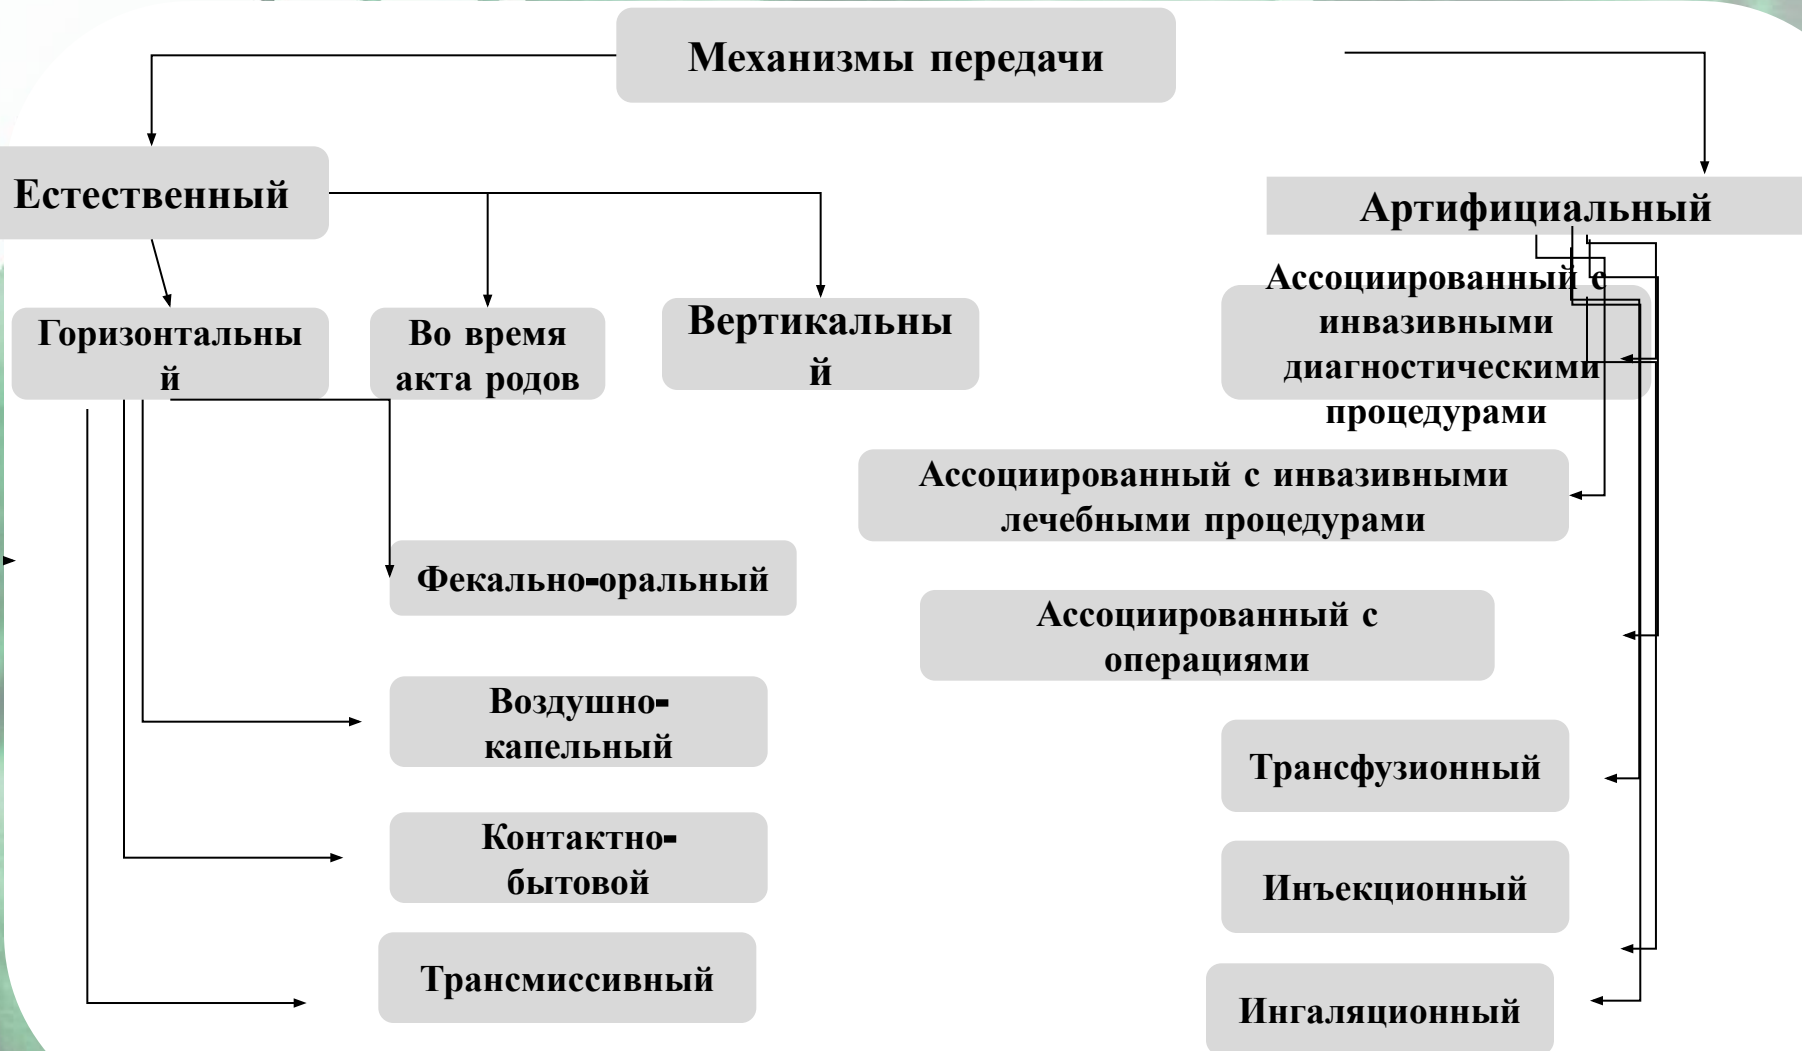 Механизмы передачи
Естественный
Артифициальный
Горизонтальны
й
Во время
акта родов
Вертикальны
й
Ассоциированный с
инвазивными
диагностическими
процедурами
Ассоциированный с инвазивными
лечебными процедурами
Фекально-оральный
Ассоциированный с
операциями
Воздушно-
капельный
Трансфузионный
Контактно-
бытовой
Инъекционный
Трансмиссивный
Ингаляционный